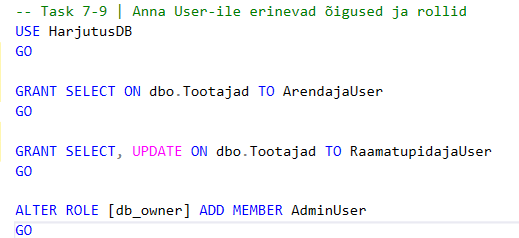 -- Task 7-9 | Anna User-ile erinevad õigused ja rollid
USE HarjutusDB
GO
GRANT SELECT ON dbo.Tootajad TO ArendajaUser
GO
GRANT SELECT, UPDATE ON dbo.Tootajad TO RaamatupidajaUser
GO
ALTER ROLE [db_owner] ADD MEMBER AdminUser
GO